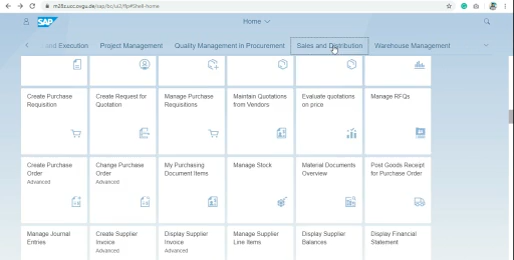 m28z.ucc.ovgu.de/sap/bc/ui2/flp#Shell-home
SAP
Home
and Execution
Project Management
Quality Management in Procurement
Sales and Distribution
Warehouse Management
Create Purchase
Requisition
Create Request for
Quotation
Manage Purchase
Requisitions
Maintain Quotations
from Vendors
Evaluate quotations
on price
Manage RFQs
Create Purchase
Order
Advanced
Change Purchase
Order
Advanced
My Purchasing
Document Items
Manage Stock
Material Documents
Overview
Post Goods Receipt
for Purchase Order
Manage Journal
Entries
Create Supplier
Invoice
Advanced
Display Supplier
Invoice
Advanced
Manage Supplier
Line Items
Display Supplier
Balances
Display Financial
Statement